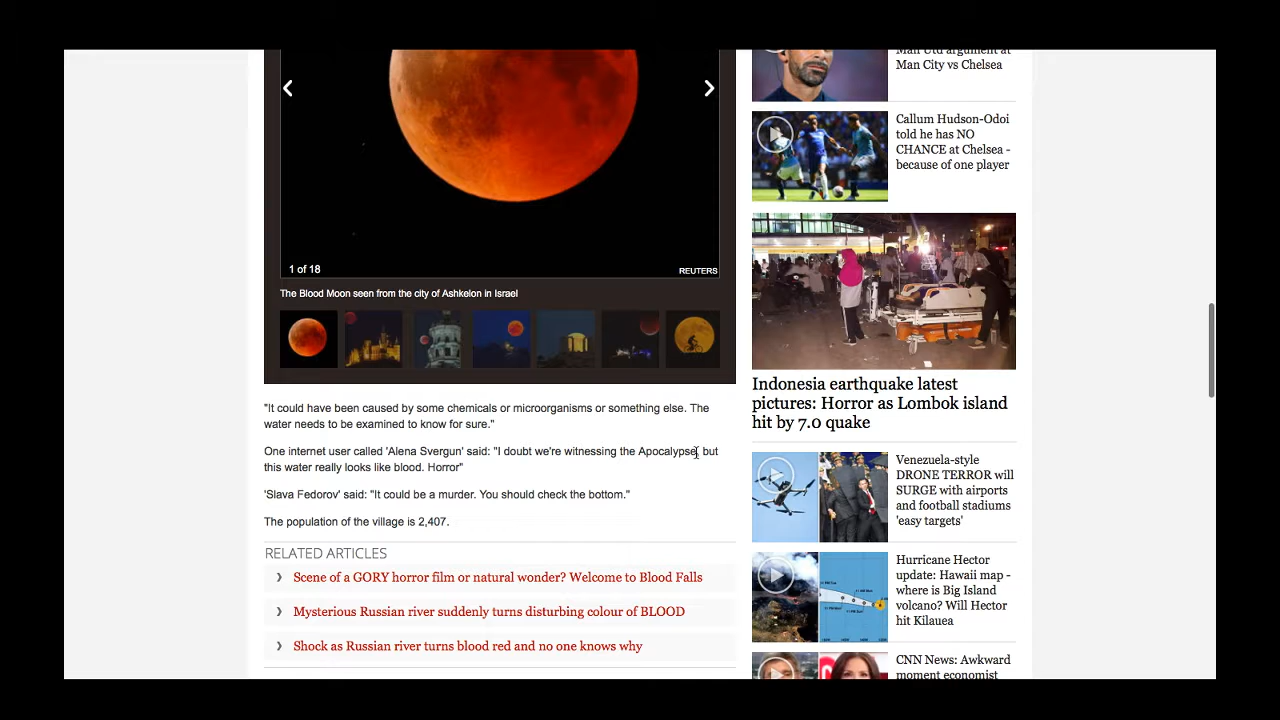 1 of 18
REUTERS
The Blood Moon seen from the city of Ashkelon in Israel
"It could have been caused by some chemicals or microorganisms or something else. The
water needs to be examined to know for sure."
One internet user called 'Alena Svergun' said: "I doubt we're witnessing the Apocalypse, but
this water really looks like blood. Horror"
'Slava Fedorov' said: "It could be a murder. You should check the bottom."
The population of the village is 2,407.
RELATED ARTICLES
Scene of a GORY horror film or natural wonder? Welcome to Blood Falls
Mysterious Russian river suddenly turns disturbing colour of BLOOD
Shock as Russian river turns blood red and no one knows why
Man Utd argument at
Man City vs Chelsea
Callum Hudson-Odoi
told he has NO
CHANCE at Chelsea -
because of one player
Indonesia earthquake latest
pictures: Horror as Lombok island
hit by 7.0 quake
Venezuela-style
DRONE TERROR will
SURGE with airports
and football stadiums
'easy targets'
Hurricane Hector
update: Hawaii map -
where is Big Island
volcano? Will Hector
hit Kilauea
CNN News: Awkward
moment economist